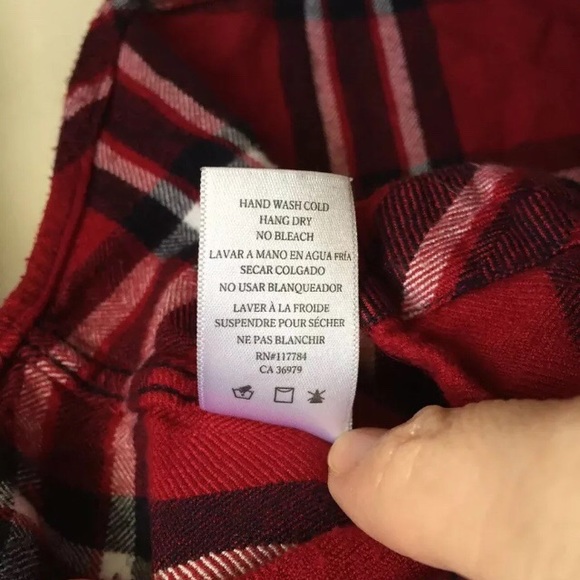 HAND WASH COLD
HANG DRY
NO BLEACH
LAVAR A MANO EN AGUA FRÍA
SECAR COLGADO
NO USAR BLANQUEADOR
LAVER À LA FROIDE
SUSPENDRE POUR SÉCHER
NE PAS BLANCHIR
RN#117784
CA 36979